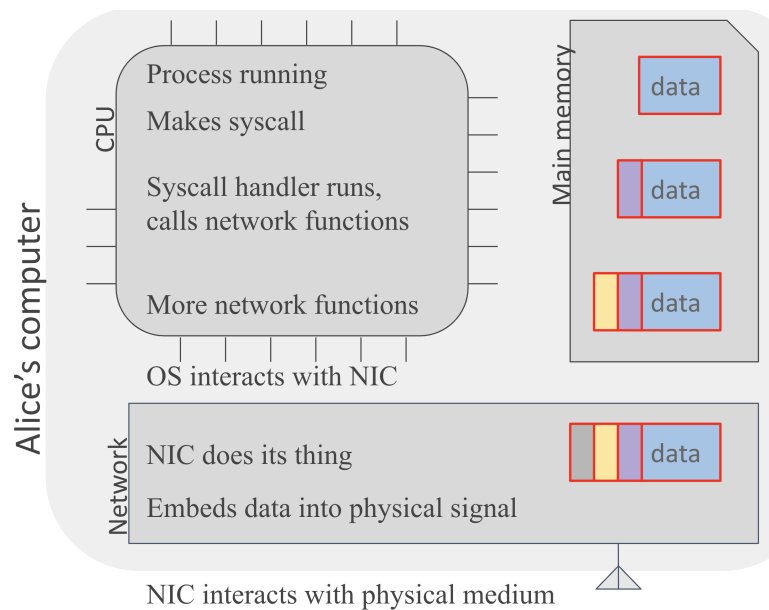 Alice's computer
CPU
Process running
Makes syscall
Syscall handler runs,
calls network functions
More network functions
OS interacts with NIC
Main memory
data
data
data
Network
NIC does its thing
Embeds data into physical signal
data
NIC interacts with physical medium